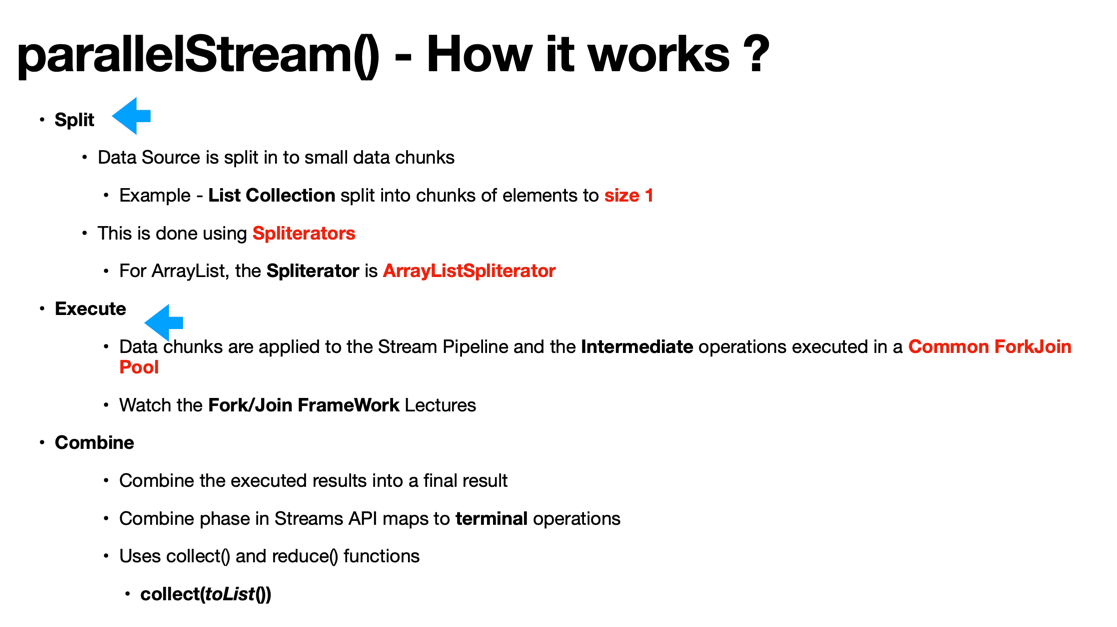 parallelStream() - How it works ?
• Split
• Data Source is split in to small data chunks
• Example - List Collection split into chunks of elements to size 1
• This is done using Spliterators
• For ArrayList, the Spliterator is ArrayListSpliterator
• Execute
• Data chunks are applied to the Stream Pipeline and the Intermediate operations executed in a Common ForkJoin
Pool
• Watch the Fork/Join FrameWork Lectures
• Combine
• Combine the executed results into a final result
• Combine phase in Streams API maps to terminal operations
• Uses collect() and reduce() functions
• collect(toList())